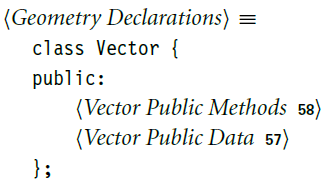 ⟨Geometry Declarations⟩ ≡
class Vector {
public:
⟨Vector Public Methods 58⟩
⟨Vector Public Data 57⟩
};